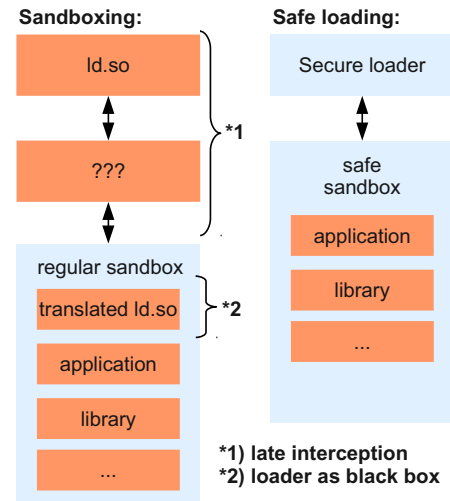 Sandboxing:
ld.so
???
*1
regular sandbox
translated ld.so
*2
application
library
...
Safe loading:
Secure loader
safe
sandbox
application
library
...
*1) late interception
*2) loader as black box